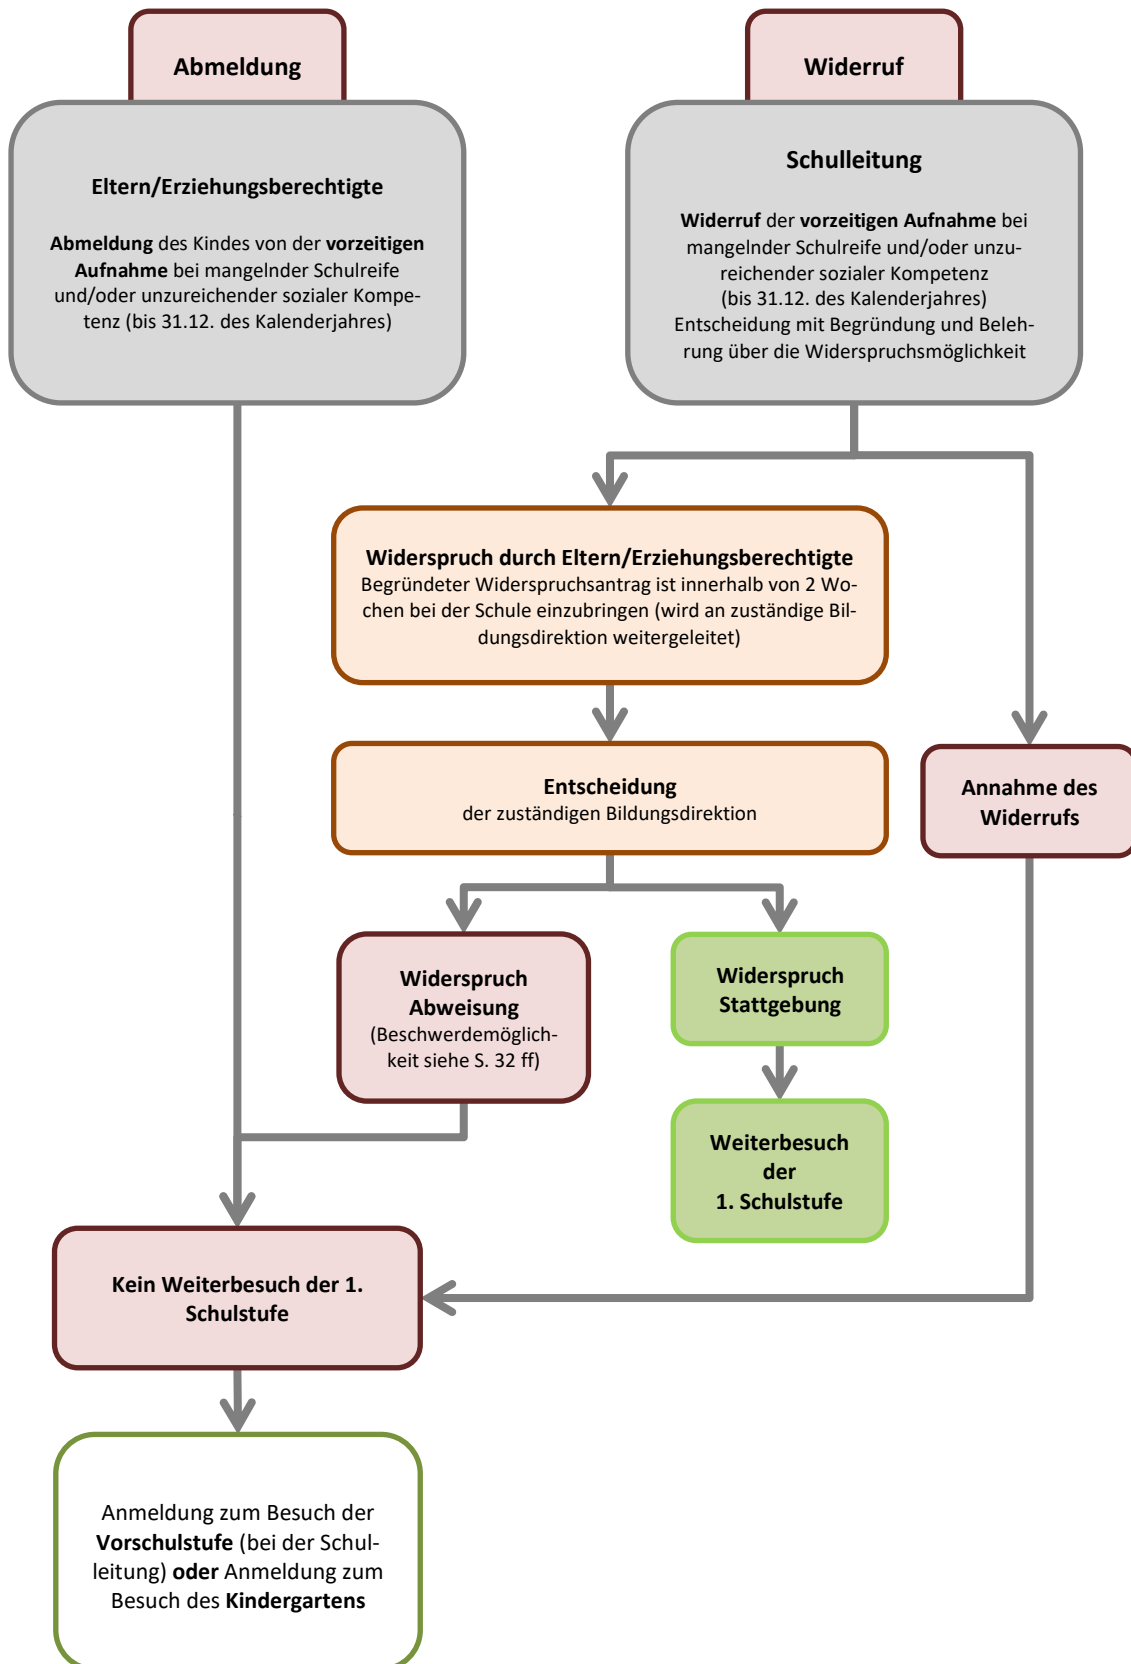 Abmeldung
Eltern/Erziehungsberechtigte
Abmeldung des Kindes von der vorzeitigen
Aufnahme bei mangelnder Schulreife
und/oder unzureichender sozialer Kompe-
tenz (bis 31.12. des Kalenderjahres)
Widerruf
Schulleitung
Widerruf der vorzeitigen Aufnahme bei
mangelnder Schulreife und/oder unzu-
reichender sozialer Kompetenz
(bis 31.12. des Kalenderjahres)
Entscheidung mit Begründung und Beleh-
rung über die Widerspruchsmöglichkeit
Widerspruch durch Eltern/Erziehungsberechtigte
Begründeter Widerspruchsantrag ist innerhalb von 2 Wo-
chen bei der Schule einzubringen (wird an zuständige Bil-
dungsdirektion weitergeleitet)
Entscheidung
der zuständigen Bildungsdirektion
Annahme des
Widerrufs
Widerspruch
Abweisung
(Beschwerdemöglich-
keit siehe S. 32 ff)
Widerspruch
Stattgebung
Weiterbesuch
der
1. Schulstufe
Kein Weiterbesuch der 1.
Schulstufe
Anmeldung zum Besuch der
Vorschulstufe (bei der Schul-
leitung) oder Anmeldung zum
Besuch des Kindergartens